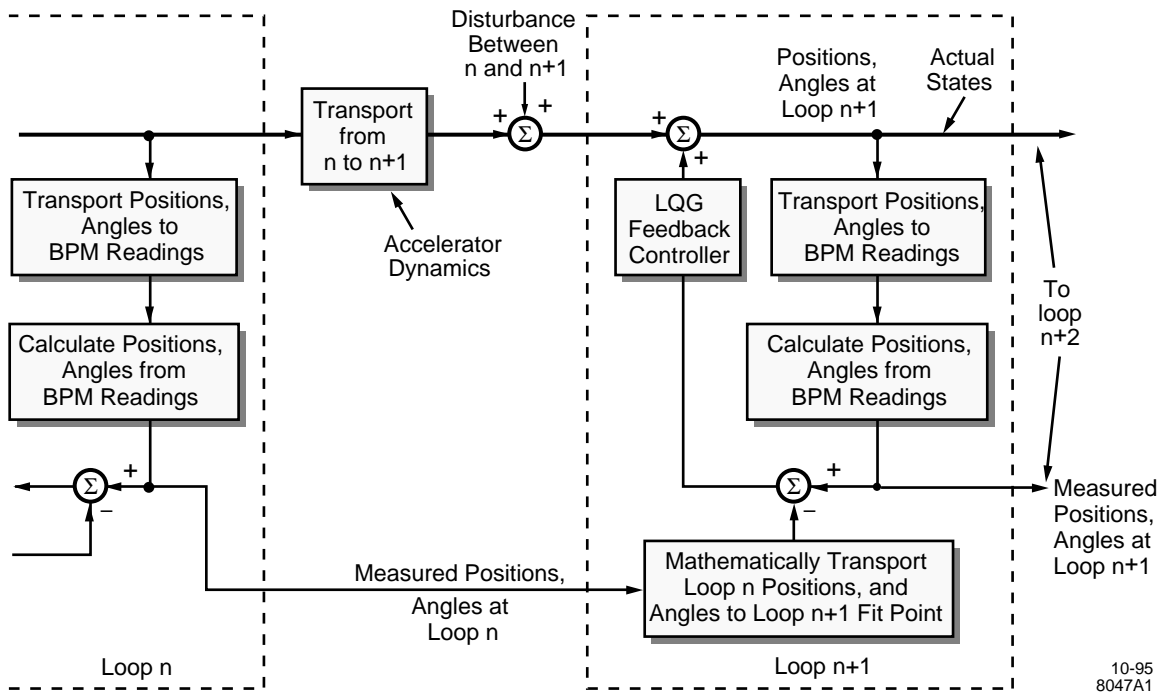 Disturbance
Between
n and n+1
+ +
Transport
from
n to n+1
Σ
Accelerator
Dynamics
Positions,
Angles at
Loop n+1
Actual
States
+
Σ
+
Transport Positions,
Angles to
BPM Readings
Calculate Positions,
Angles from
BPM Readings
+
Σ
–
Loop n
LQG
Feedback
Controller
Transport Positions,
Angles to
BPM Readings
Calculate Positions,
Angles from
BPM Readings
To
loop
n+2
+
Σ
–
Measured
Positions,
Angles at
Loop n+1
Measured Positions,
Angles at
Loop n
Mathematically Transport
Loop n Positions, and
Angles to Loop n+1 Fit Point
Loop n+1
10-95
8047A1